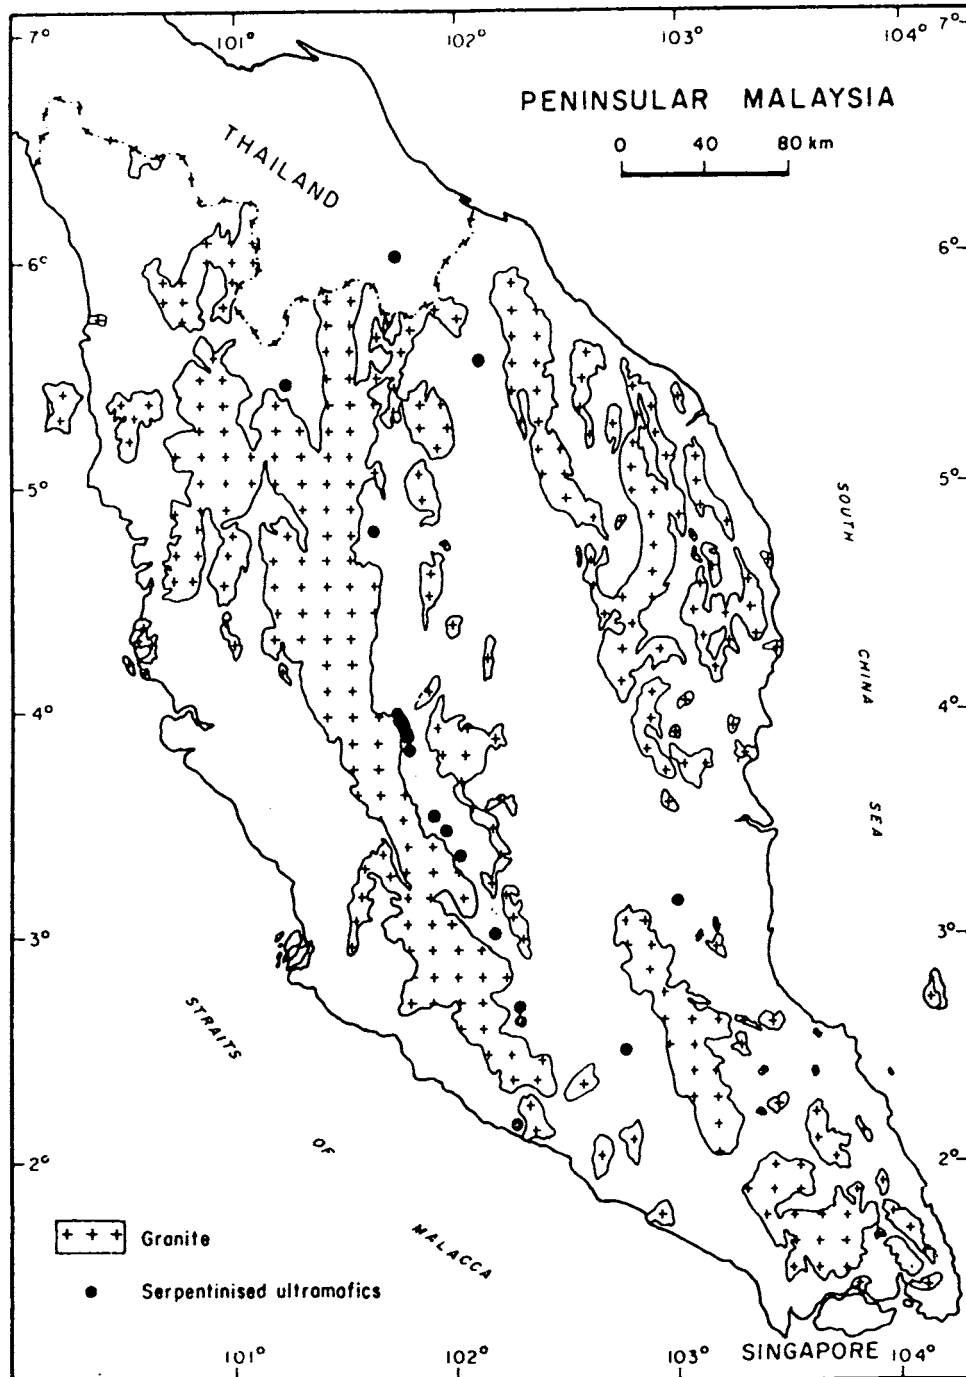 7°
101°
102°
103°
104°
7°
PENINSULAR MALAYSIA
0 40 80 km
THAILAND
6°
6°
5°
5°
SOUTH
CHINA
SEA
4°
4°
3°
3°
STRAITS
OF
MALACCA
2°
2°
Granite
Serpentinised ultramafics
SINGAPORE
101°
102°
103°
104°